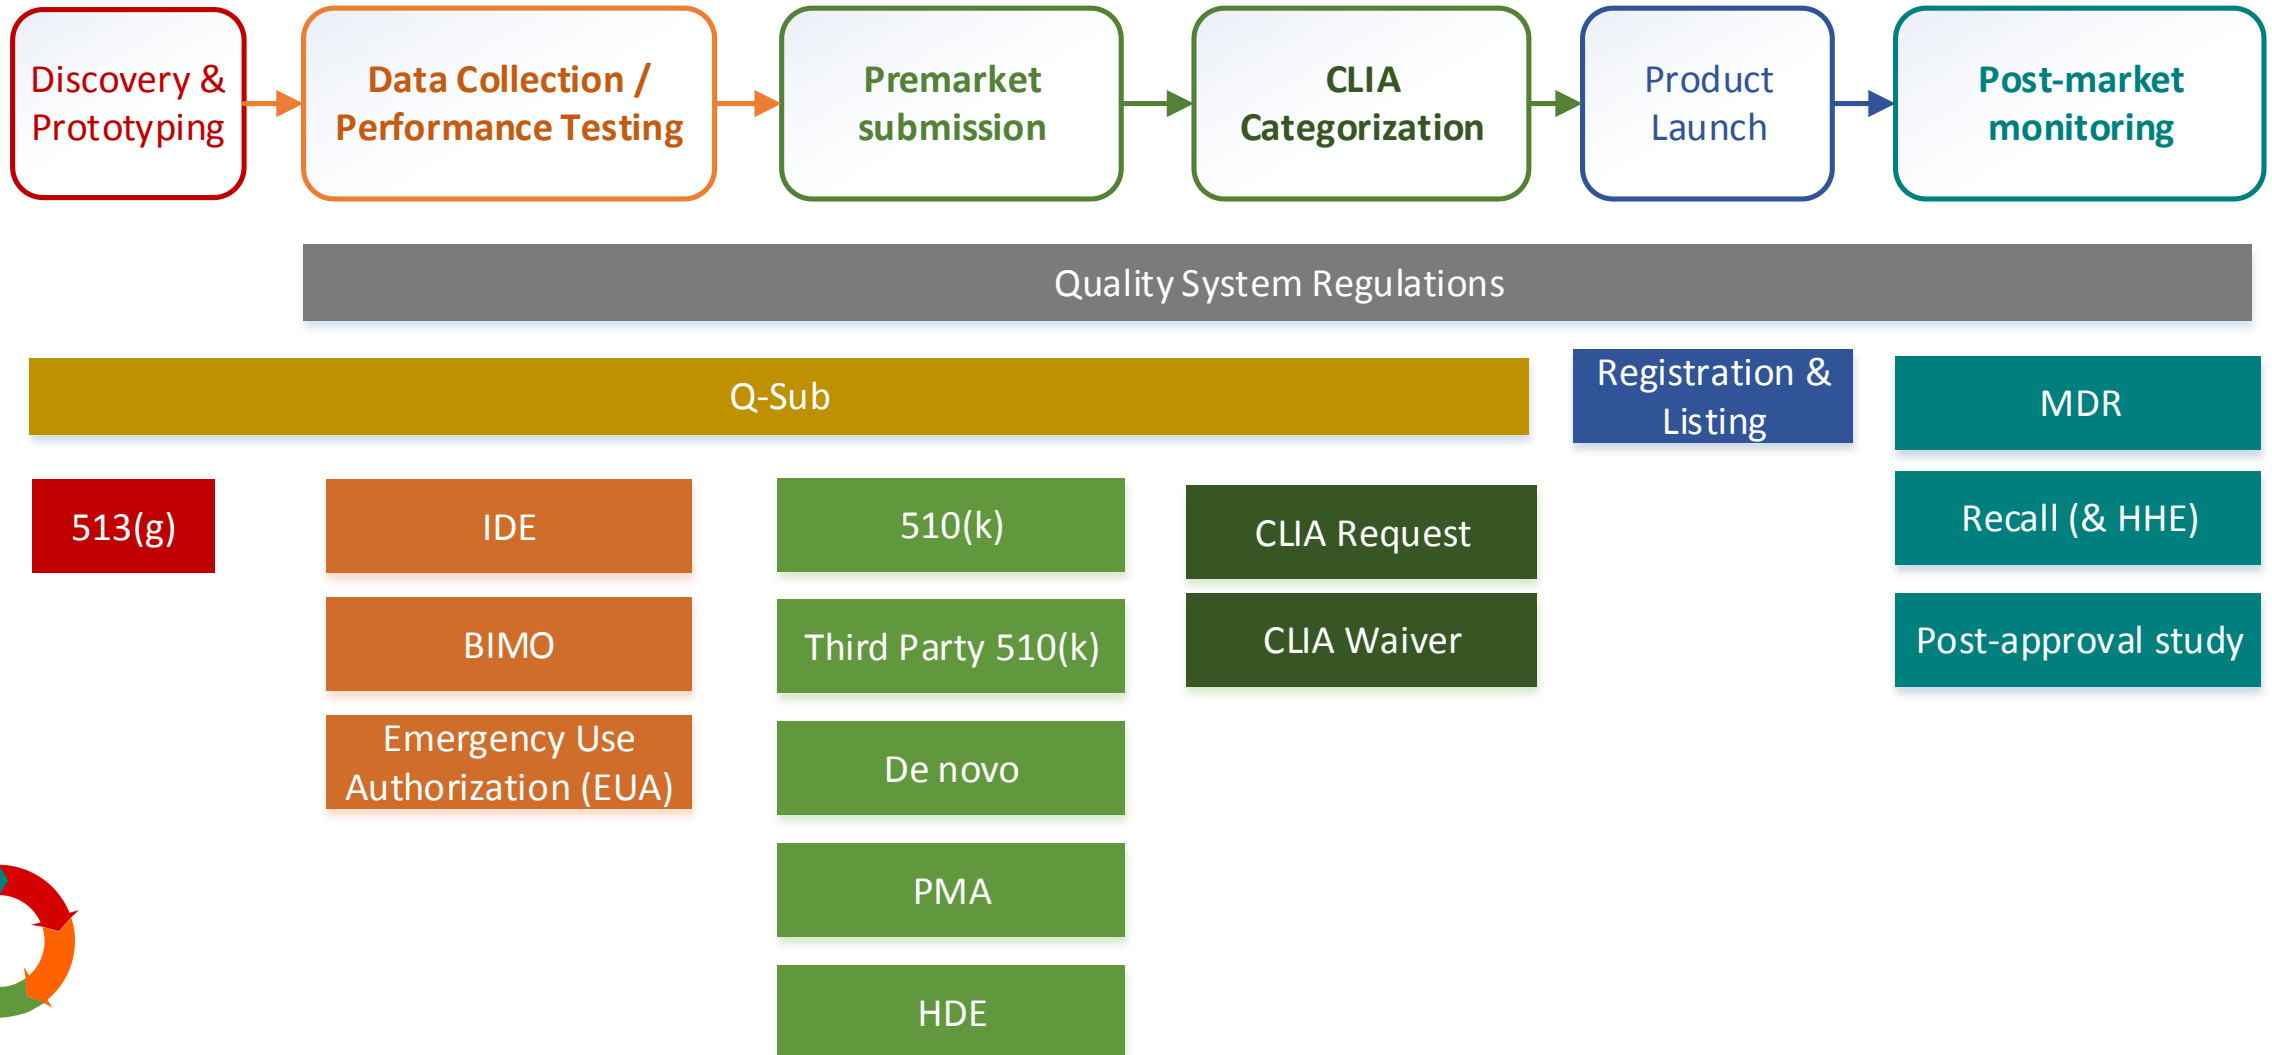 Discovery &
Prototyping
Data Collection /
Performance Testing
Premarket
submission
CLIA
Categorization
Product
Launch
Post-market
monitoring
Quality System Regulations
Q-Sub
Registration &
Listing
MDR
513(g)
IDE
510(k)
CLIA Request
Recall (& HHE)
BIMO
Third Party 510(k)
CLIA Waiver
Post-approval study
Emergency Use
Authorization (EUA)
De novo
PMA
HDE